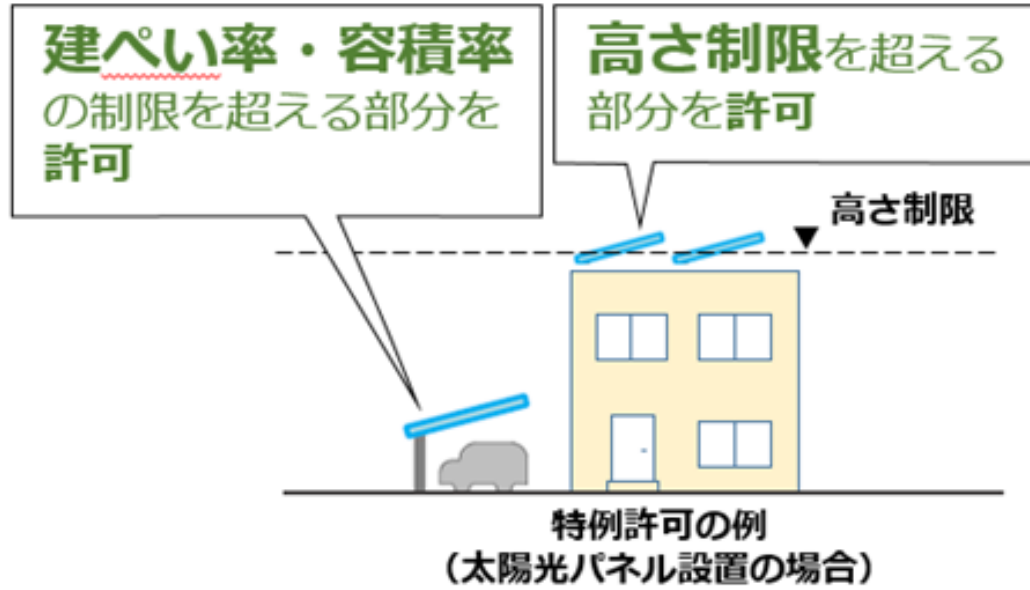 建ぺい率・容積率
の制限を超える部分を
許可
高さ制限を超える
部分を許可
高さ制限
特例許可の例
（太陽光パネル設置の場合）